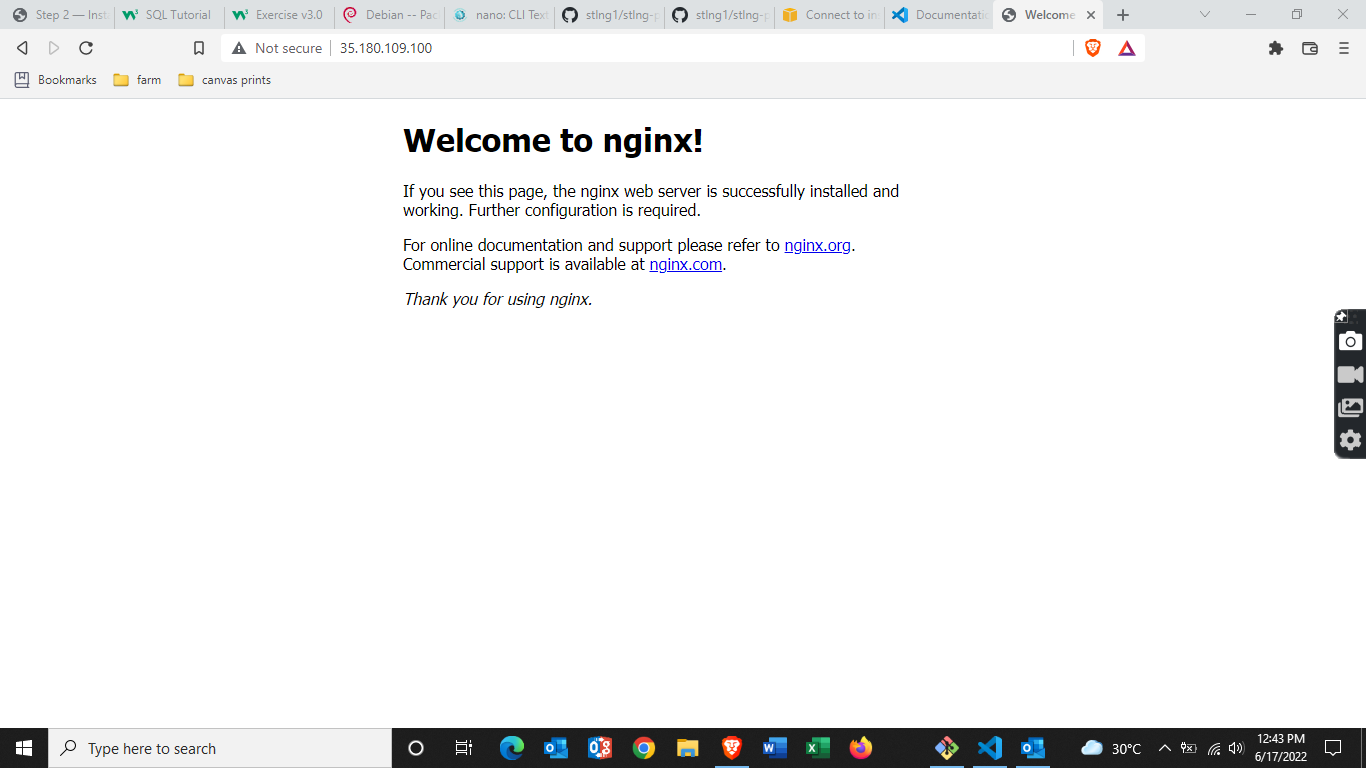 Step 2 — Inst
SQL Tutorial
Exercise v3.0
Debian -- Pac
nano: CLI Text
stlng1/stlng-p
stlng1/stlng-p
Connect to in
Documentatio
Welcome
Not secure
35.180.109.100
Bookmarks
farm
canvas prints
Welcome to nginx!
If you see this page, the nginx web server is successfully installed and
working. Further configuration is required.
For online documentation and support please refer to nginx.org.
Commercial support is available at nginx.com.
Thank you for using nginx.
Type here to search
30°C
12:43 PM
6/17/2022